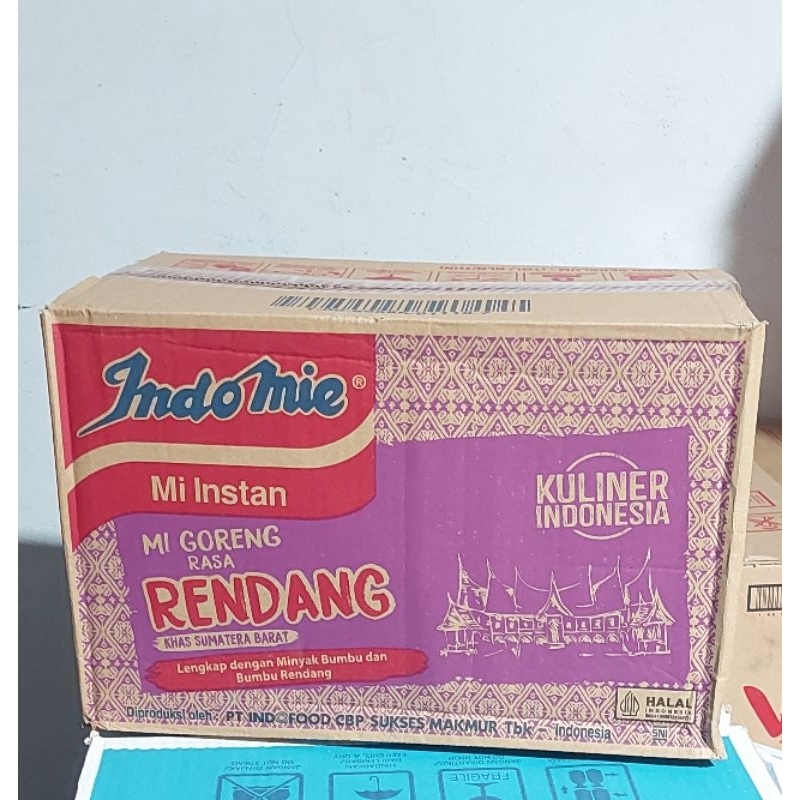 Indomie®
Mi Instan
MI GORENG
RASA
RENDANG
KHAS SUMATERA BARAT
Lengkap dengan Minyak Bumbu dan
Bumbu Rendang
KULINER
INDONESIA
HALAL
INDONESIA
Diproduksi oleh : PT INDOFOOD CBP SUKSES MAKMUR Tbk – Indonesia
SNI
FRAGILE